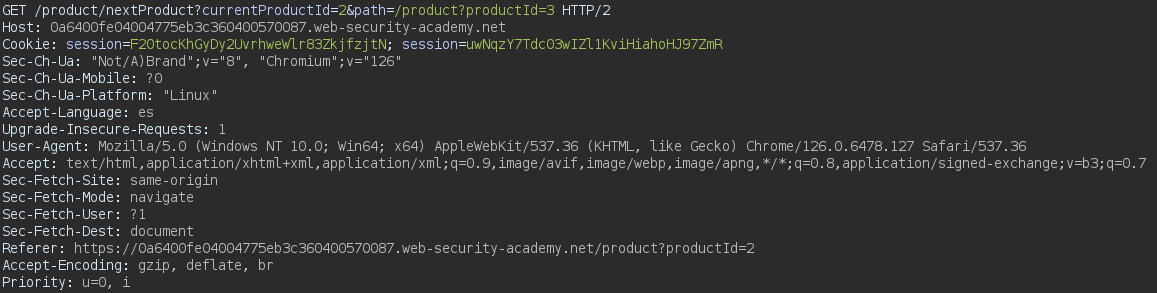 GET /product/nextProduct?currentProductId=2&path=/product?productId=3 HTTP/2
Host: 0a6400fe04004775eb3c360400570087.web-security-academy.net
Cookie: session=F20tocKhGyDy2UvrhweWlr83ZkjfzjtN; session=uwNqzY7Tdc03wIZl1KviHiahoHJ97ZmR
Sec-Ch-Ua: "Not/A)Brand";v="8", "Chromium";v="126"
Sec-Ch-Ua-Mobile: ?0
Sec-Ch-Ua-Platform: "Linux"
Accept-Language: es
Upgrade-Insecure-Requests: 1
User-Agent: Mozilla/5.0 (Windows NT 10.0; Win64; x64) AppleWebKit/537.36 (KHTML, like Gecko) Chrome/126.0.6478.127 Safari/537.36
Accept: text/html,application/xhtml+xml,application/xml;q=0.9,image/avif,image/webp,image/apng,*/*;q=0.8,application/signed-exchange;v=b3;q=0.7
Sec-Fetch-Site: same-origin
Sec-Fetch-Mode: navigate
Sec-Fetch-User: ?1
Sec-Fetch-Dest: document
Referer: https://0a6400fe04004775eb3c360400570087.web-security-academy.net/product?productId=2
Accept-Encoding: gzip, deflate, br
Priority: u=0, i